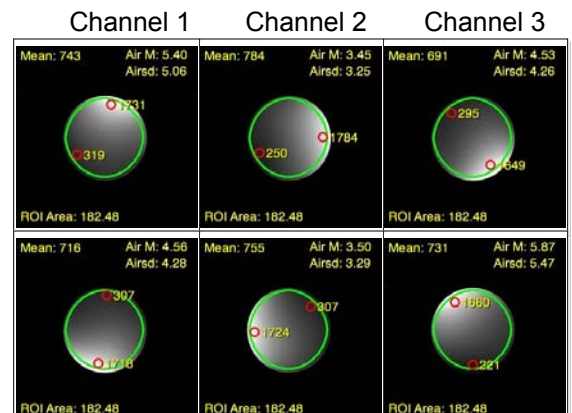 Channel 1 Channel 2 Channel 3
Mean: 743 Air M: 5.40
Airsd: 5.06
1731
319
ROI Area: 182.48
Mean: 784 Air M: 3.45
Airsd: 3.25
1784
250
ROI Area: 182.48
Mean: 691 Air M: 4.53
Airsd: 4.26
295
1649
ROI Area: 182.48
Mean: 716 Air M: 4.56
Airsd: 4.28
307
1718
ROI Area: 182.48
Mean: 755 Air M: 3.50
Airsd: 3.29
307
1724
ROI Area: 182.48
Mean: 731 Air M: 5.87
Airsd: 5.47
1660
221
ROI Area: 182.48